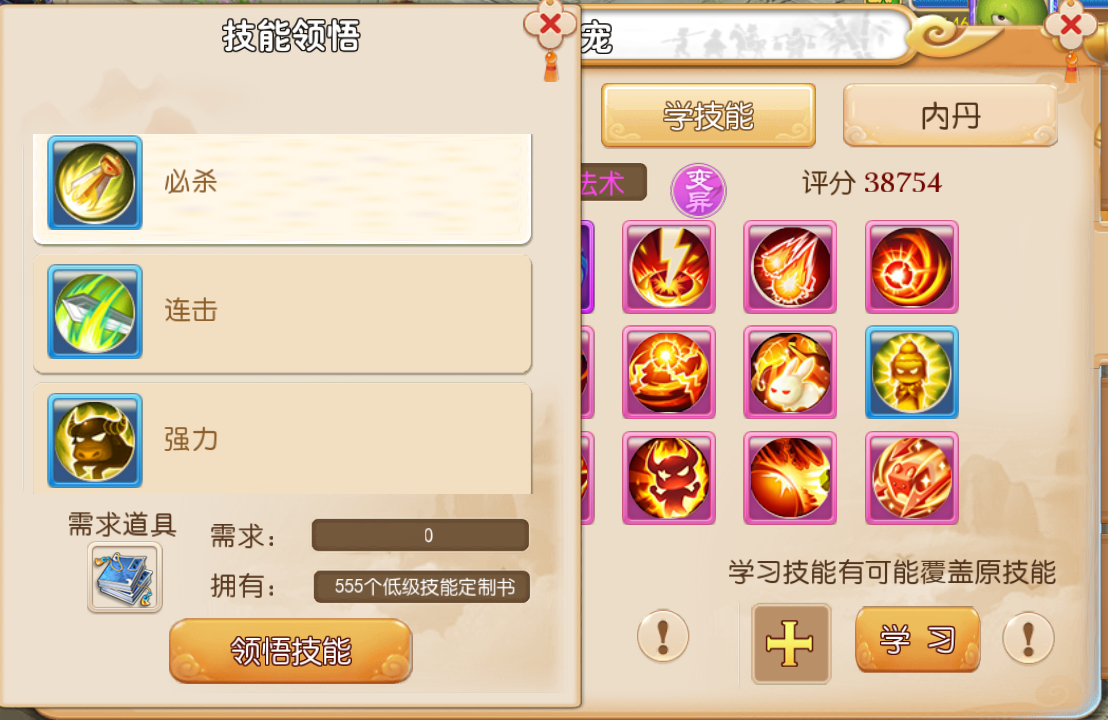 技能领悟
必杀
连击
强力
需求道具
需求：
0
拥有：
555个低级技能定制书
领悟技能
宠
学技能
内丹
法术
变异
评分 38754
学习技能有可能覆盖原技能
学 习